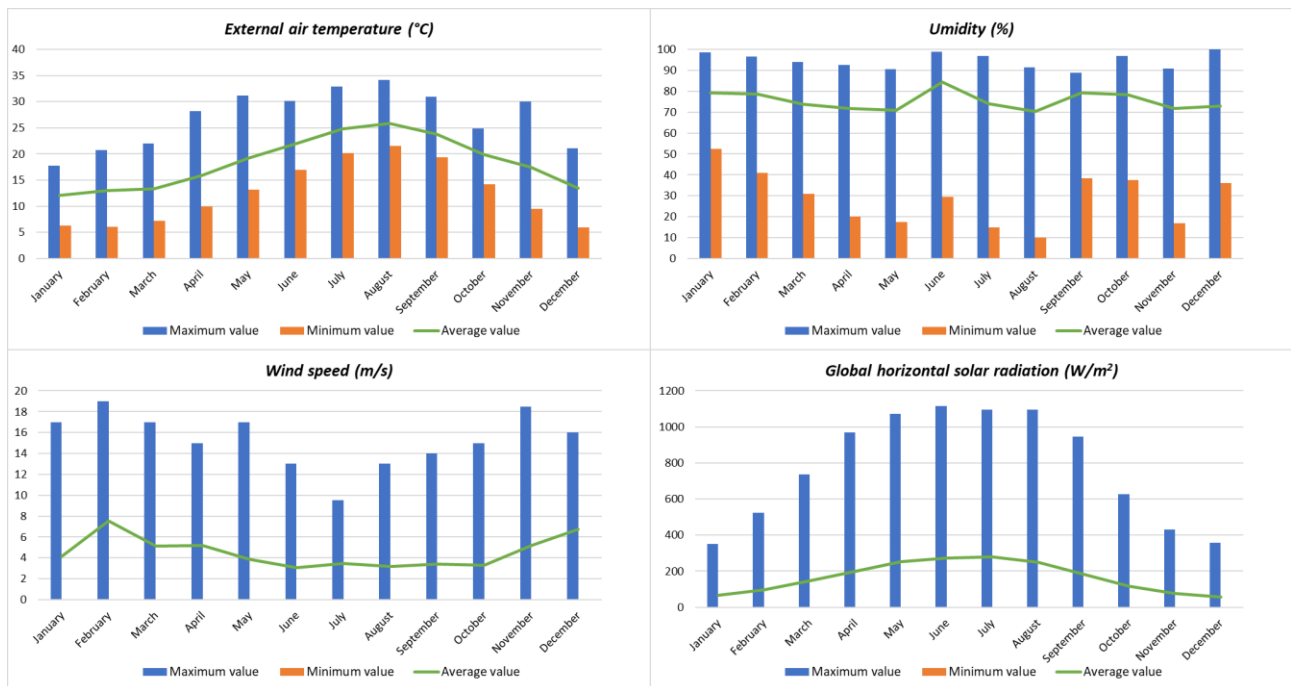 External air temperature (°C)
40
35
30
25
20
15
10
5
0
January
February
March
April
May
June
July
August
September
October
November
December
Maximum value
Minimum value
Average value
Umidity (%)
100
90
80
70
60
50
40
30
20
10
0
January
February
March
April
May
June
July
August
September
October
November
December
Maximum value
Minimum value
Average value
Wind speed (m/s)
20
18
16
14
12
10
8
6
4
2
0
January
February
March
April
May
June
July
August
September
October
November
December
Maximum value
Minimum value
Average value
Global horizontal solar radiation (W/m²)
1200
1000
800
600
400
200
0
January
February
March
April
May
June
July
August
September
October
November
December
Maximum value
Minimum value
Average value